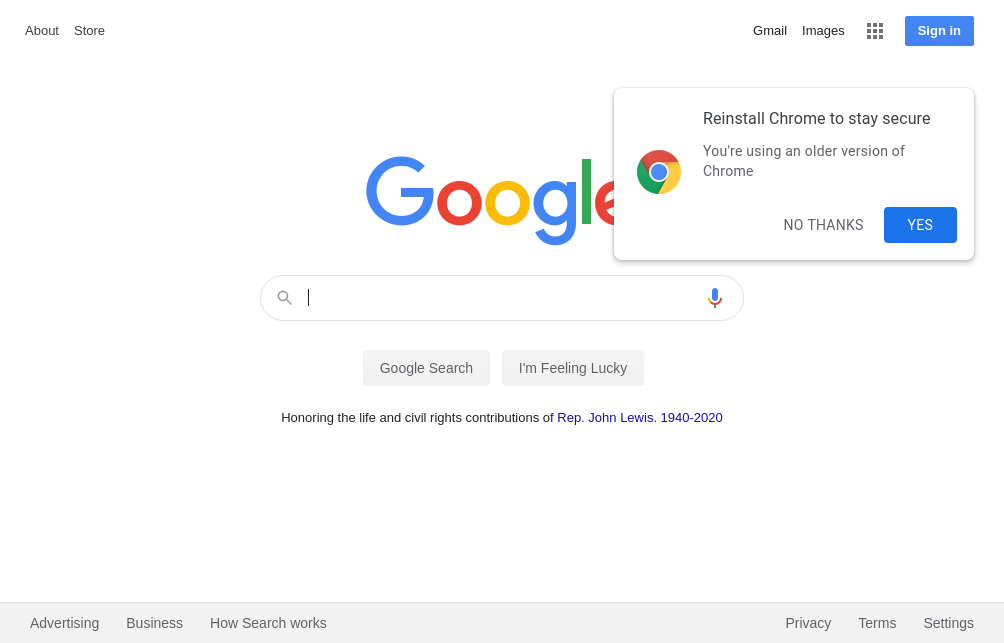 About Store
Gmail Images Sign in
Reinstall Chrome to stay secure
You're using an older version of
Chrome
NO THANKS YES
Google
Google Search I'm Feeling Lucky
Honoring the life and civil rights contributions of Rep. John Lewis. 1940-2020
Advertising Business How Search works
Privacy Terms Settings